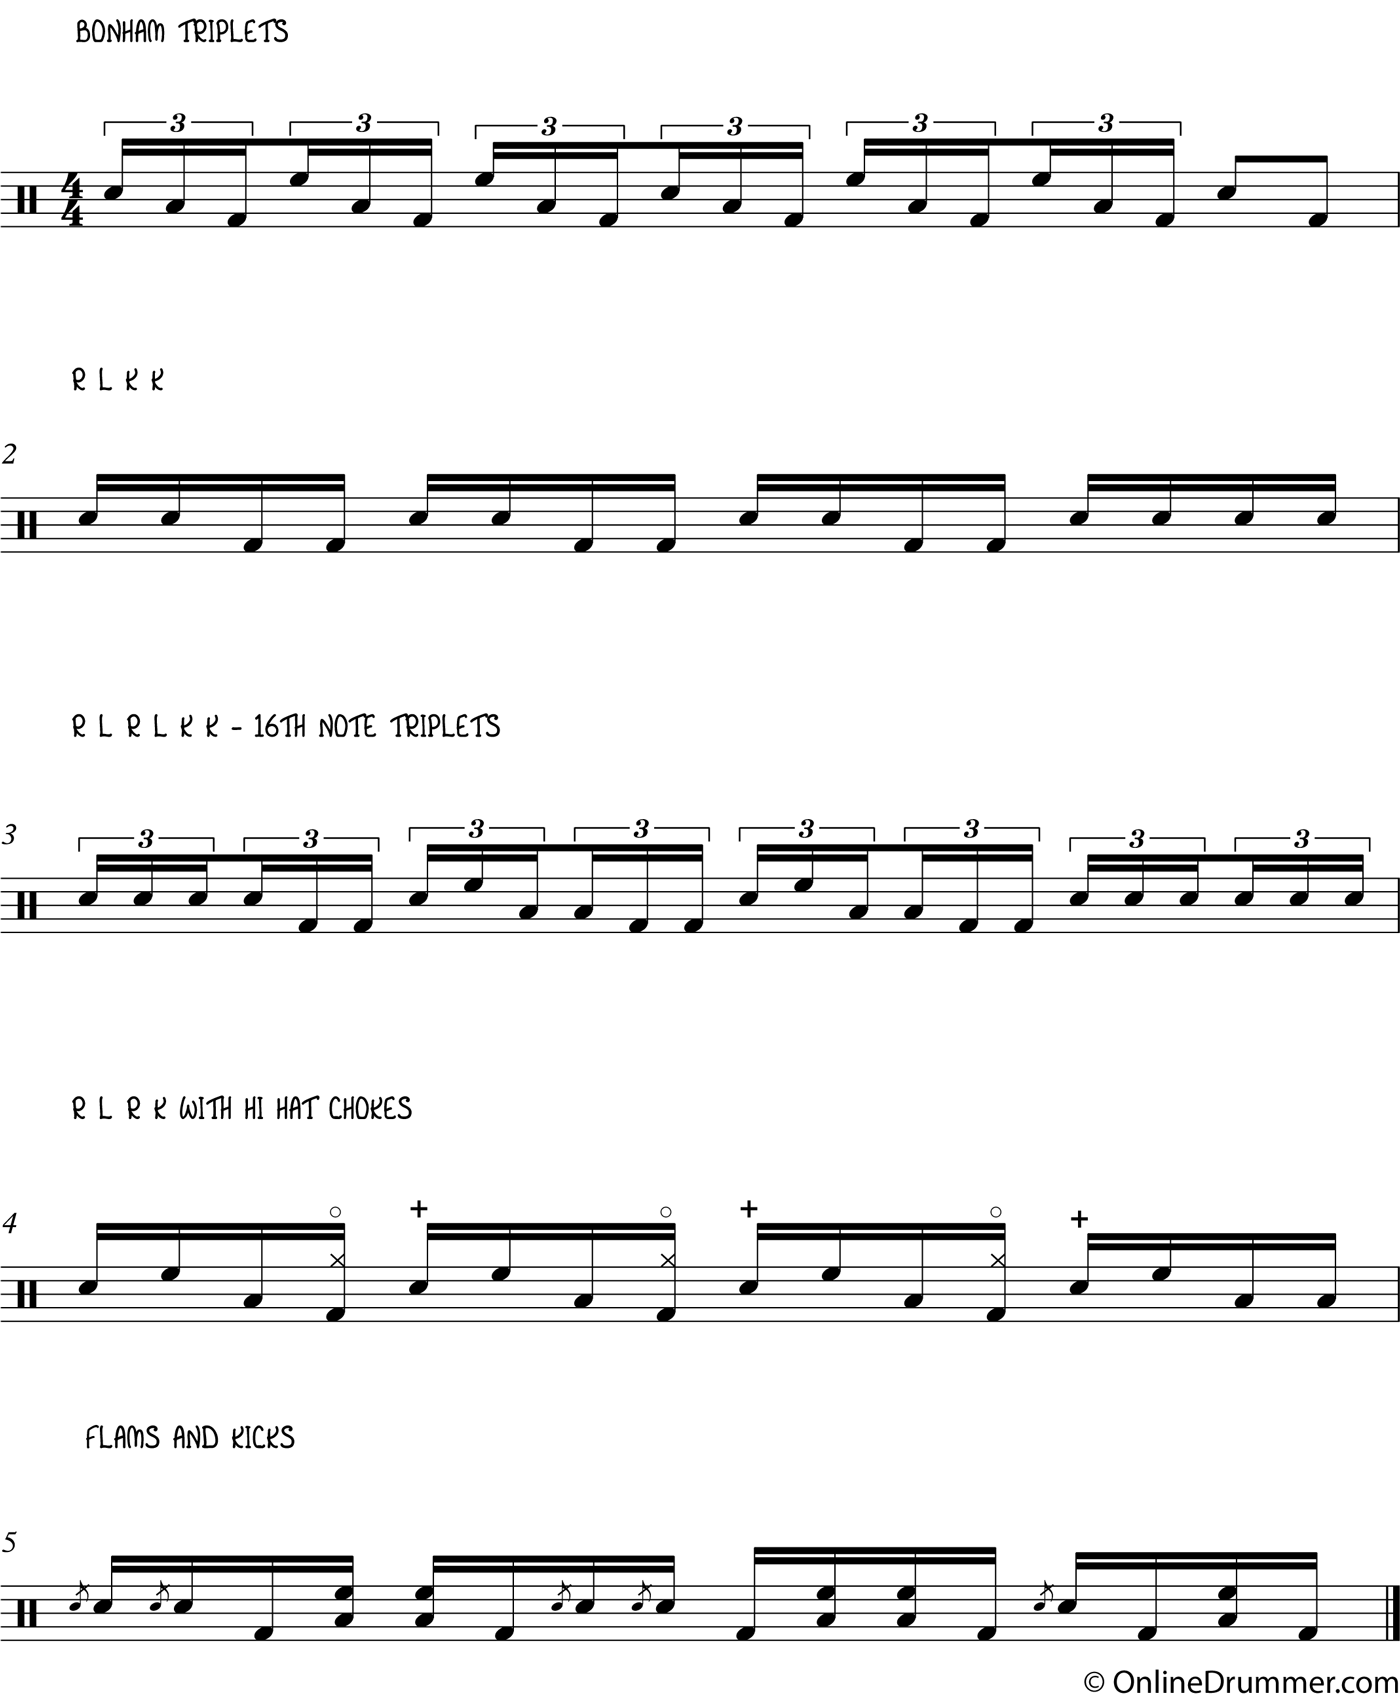 BONHAM TRIPLETS
3 3 3 3 3 3
4
4
R L K K
2
R L R L K K - 16TH NOTE TRIPLETS
3
3 3 3 3 3 3 3 3
R L R K WITH HI HAT CHOKES
4
FLAMS AND KICKS
5
© OnlineDrummer.com